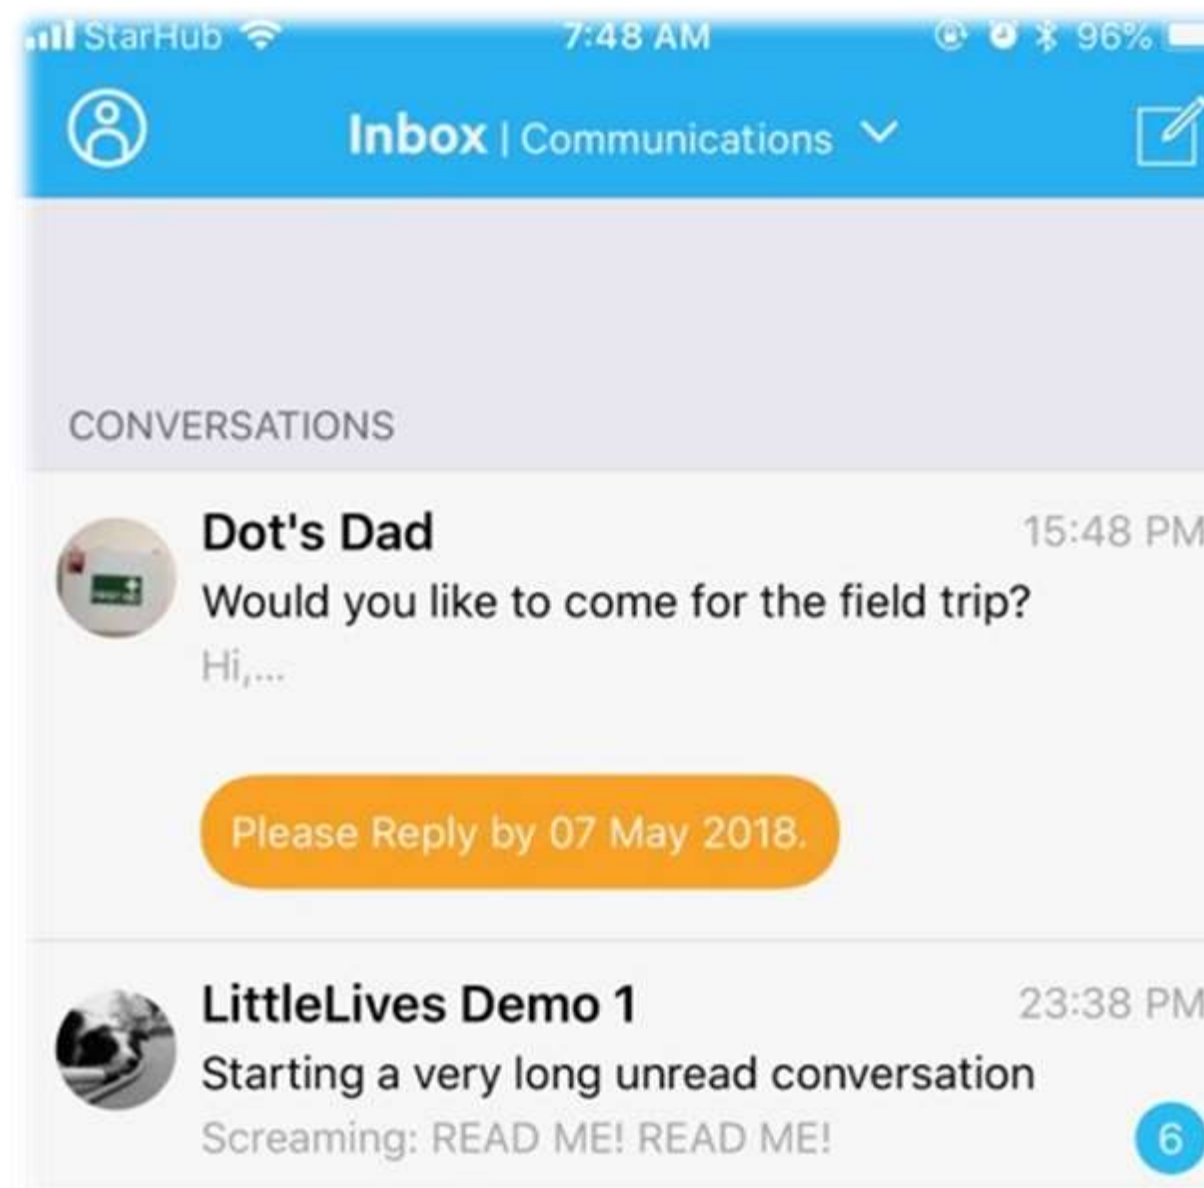 StarHub 7:48 AM 96%
Inbox | Communications
CONVERSATIONS
Dot's Dad 15:48 PM
Would you like to come for the field trip?
Hi,...
Please Reply by 07 May 2018.
LittleLives Demo 1 23:38 PM
Starting a very long unread conversation
Screaming: READ ME! READ ME! 6